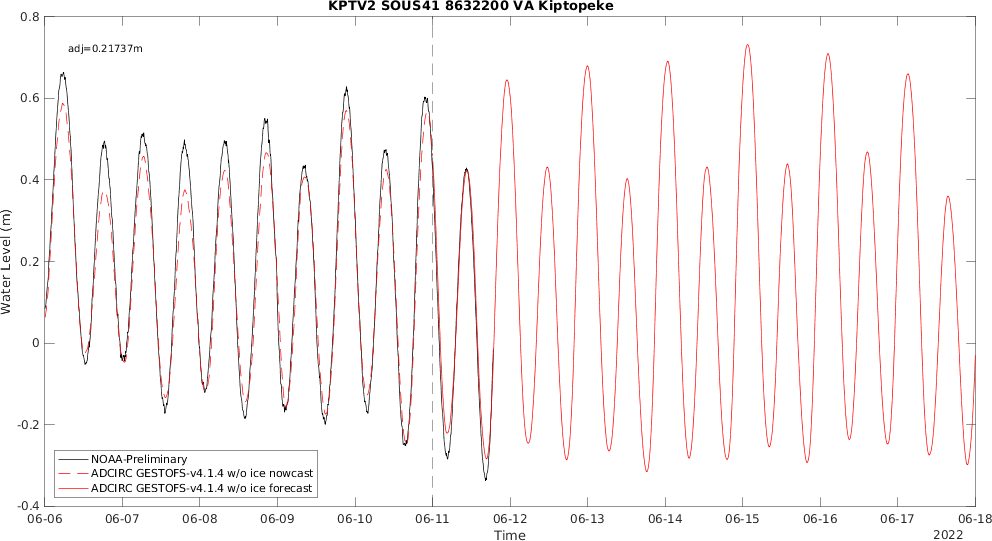 KPTV2 SOUS41 8632200 VA Kiptopeke
adj=0.21737m
0.8
0.6
0.4
0.2
0
-0.2
-0.4
Water Level (m)
NOAA-Preliminary
ADCIRC GESTOFS-v4.1.4 w/o ice nowcast
ADCIRC GESTOFS-v4.1.4 w/o ice forecast
06-06 06-07 06-08 06-09 06-10 06-11 06-12 06-13 06-14 06-15 06-16 06-17 06-18
Time
2022